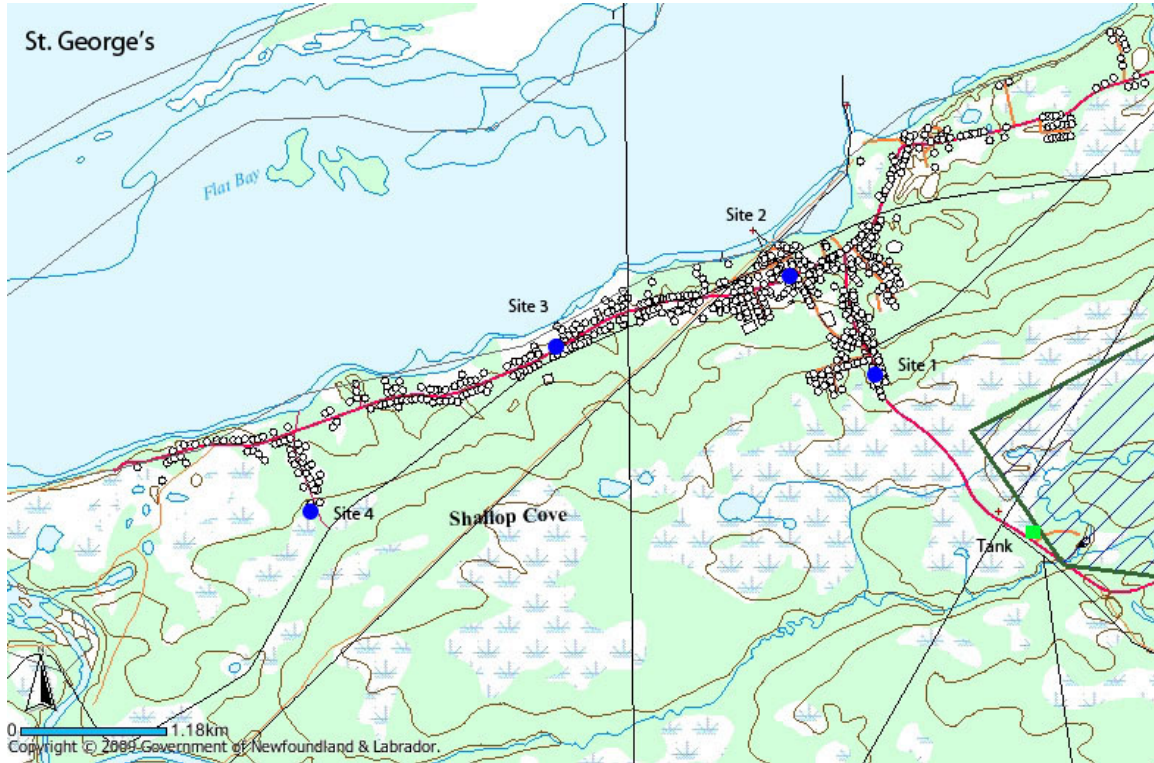 St. George's
Flat Bay
Site 2
Site 3
Site 1
Site 4
Shallop Cove
Tank
0 1.18km
Copyright © 2009 Government of Newfoundland & Labrador.